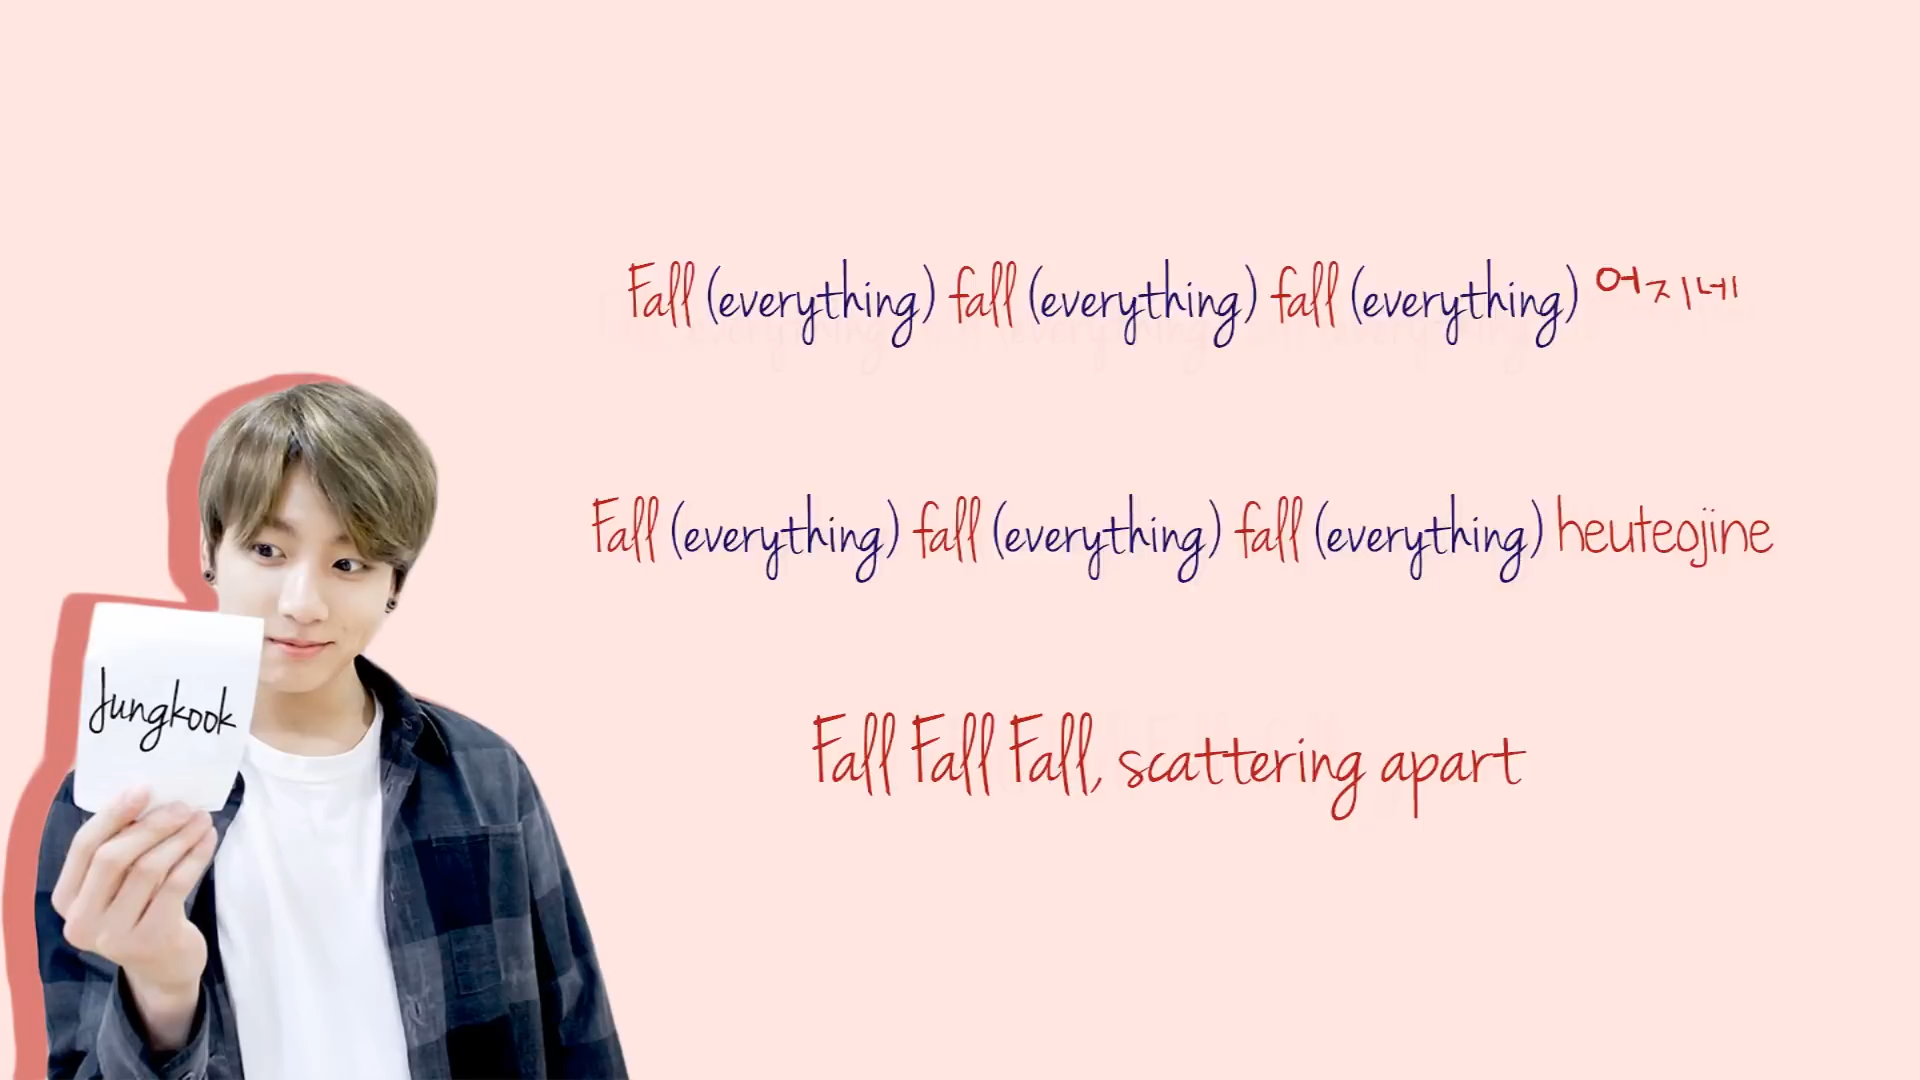 Fall (everything) fall (everything) fall (everything) 어지네
Fall (everything) fall (everything) fall (everything) heuteojine
Jungkook
Fall Fall Fall, scattering apart